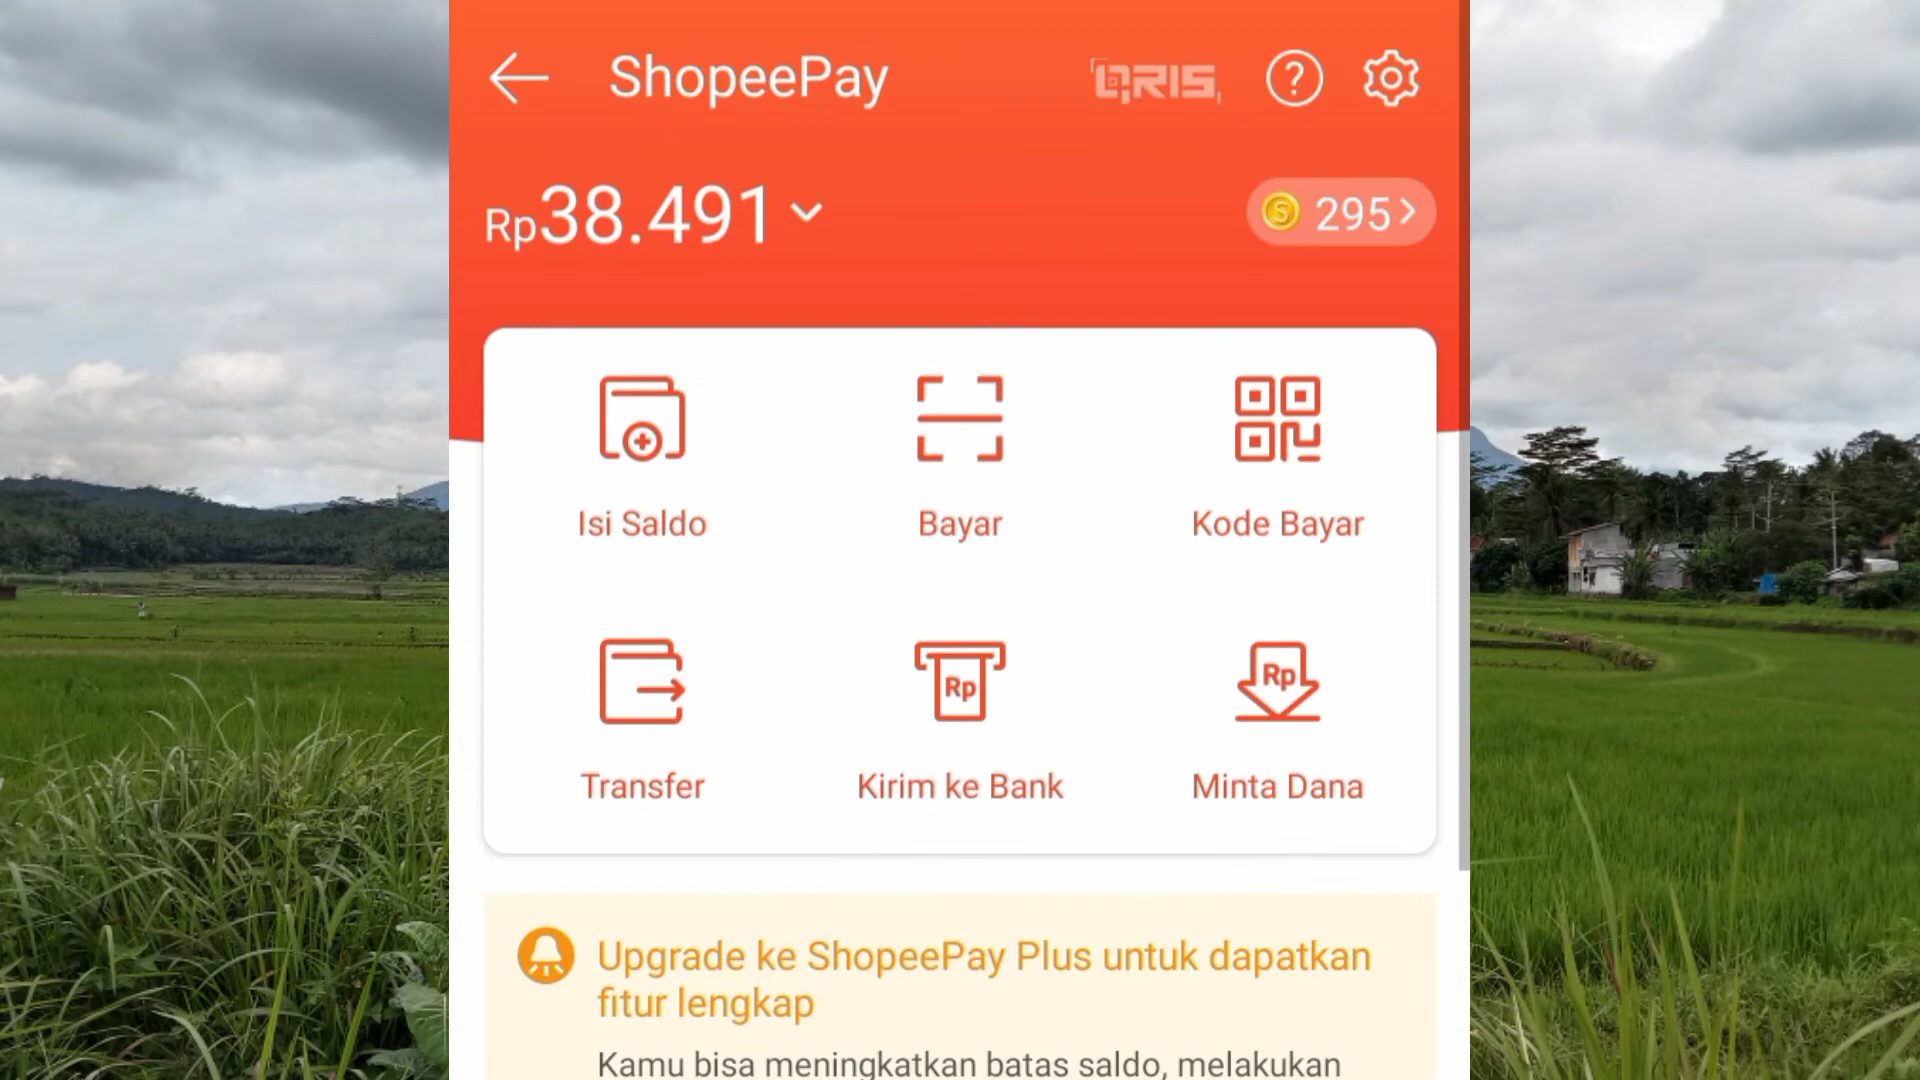 ShopeePay
QRIS
Rp38.491
295
Isi Saldo
Bayar
Kode Bayar
Rp
Rp
Transfer
Kirim ke Bank
Minta Dana
Upgrade ke ShopeePay Plus untuk dapatkan
fitur lengkap
Kamu bisa meningkatkan batas saldo, melakukan